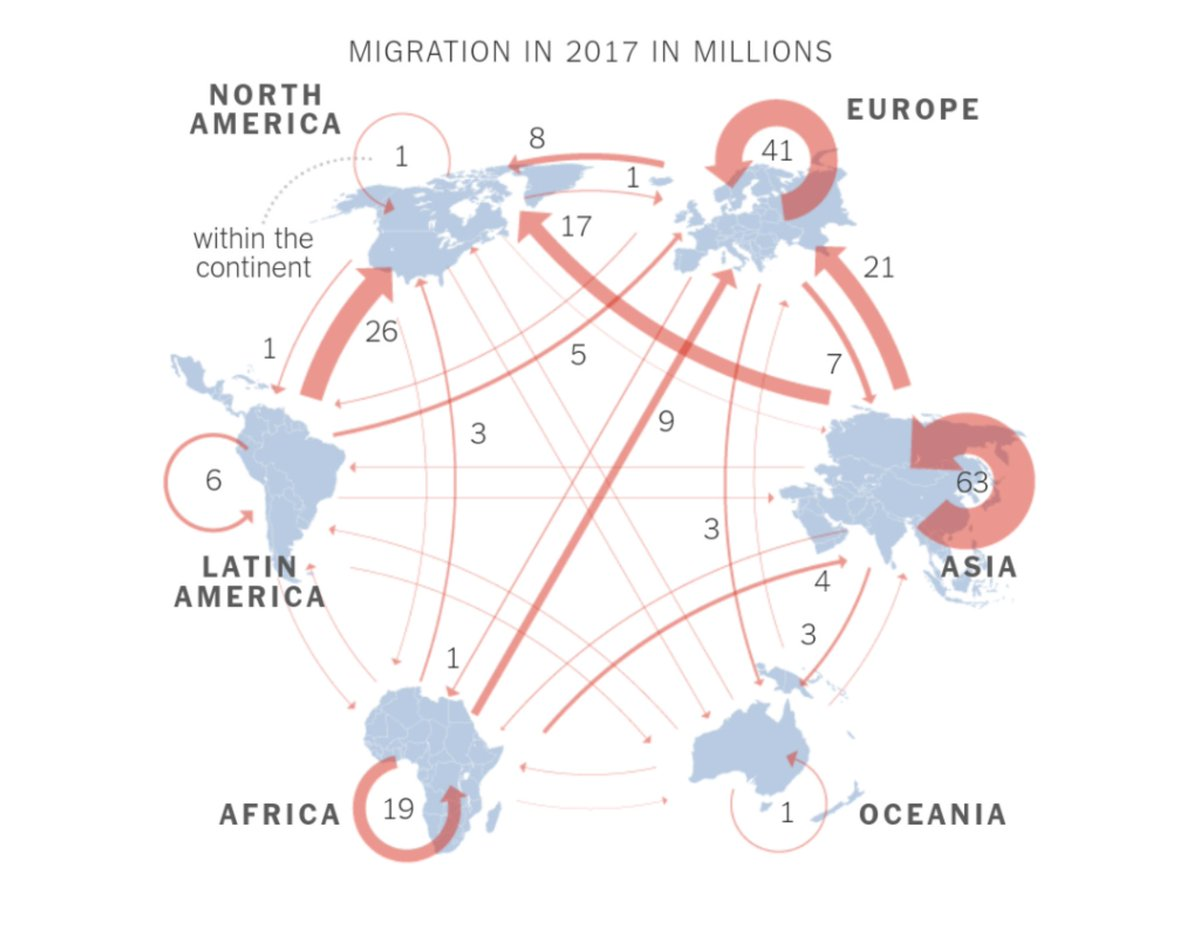 MIGRATION IN 2017 IN MILLIONS
NORTH
AMERICA
EUROPE
1
8
1
41
17
within the
continent
21
26
1
5
7
3
9
6
63
3
LATIN
AMERICA
4
ASIA
3
1
AFRICA
19
1
OCEANIA